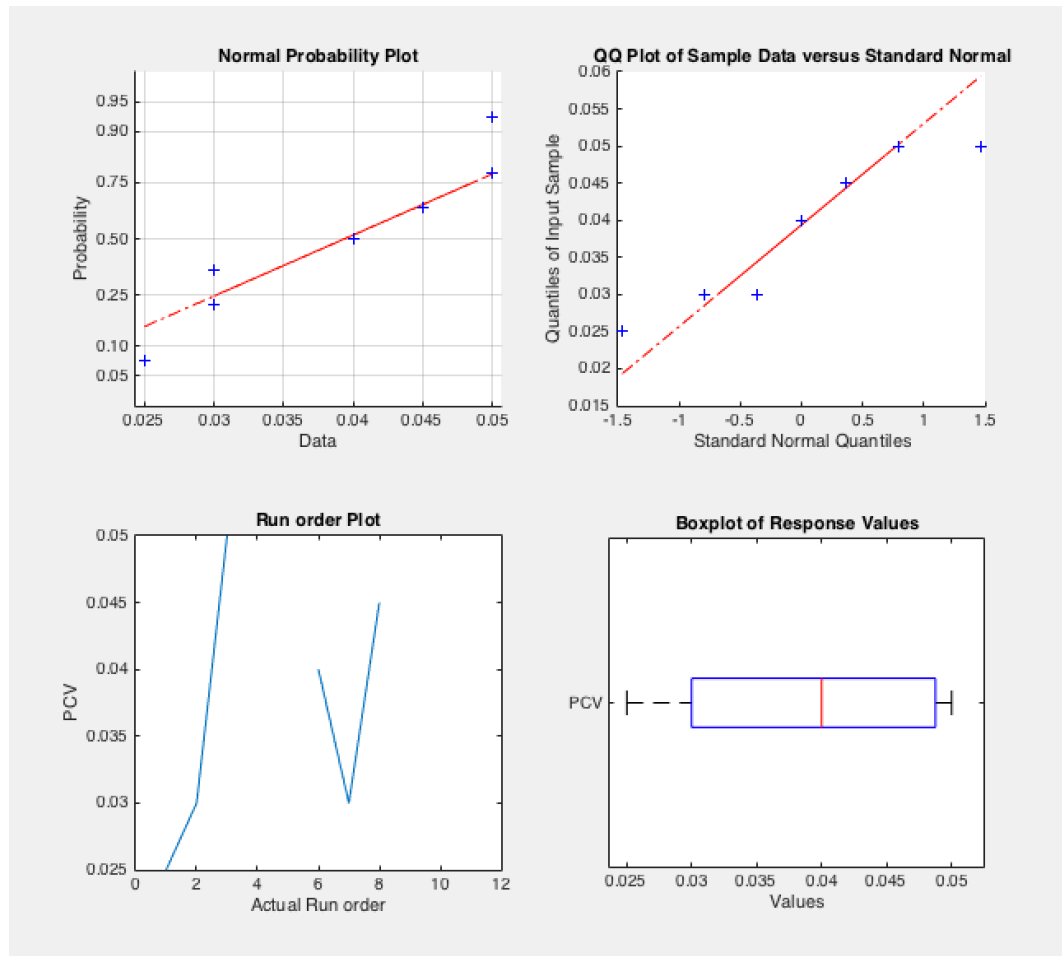 Normal Probability Plot
0.95
0.90
0.75
0.50
0.25
0.10
0.05
Probability
0.025 0.03 0.035 0.04 0.045 0.05
Data
QQ Plot of Sample Data versus Standard Normal
0.06
0.055
0.05
0.045
0.04
0.035
0.03
0.025
0.02
0.015
Quantiles of Input Sample
-1.5 -1 -0.5 0 0.5 1 1.5
Standard Normal Quantiles
Run order Plot
0.05
0.045
0.04
0.035
0.03
0.025
PCV
0 2 4 6 8 10 12
Actual Run order
Boxplot of Response Values
PCV
0.025 0.03 0.035 0.04 0.045 0.05
Values